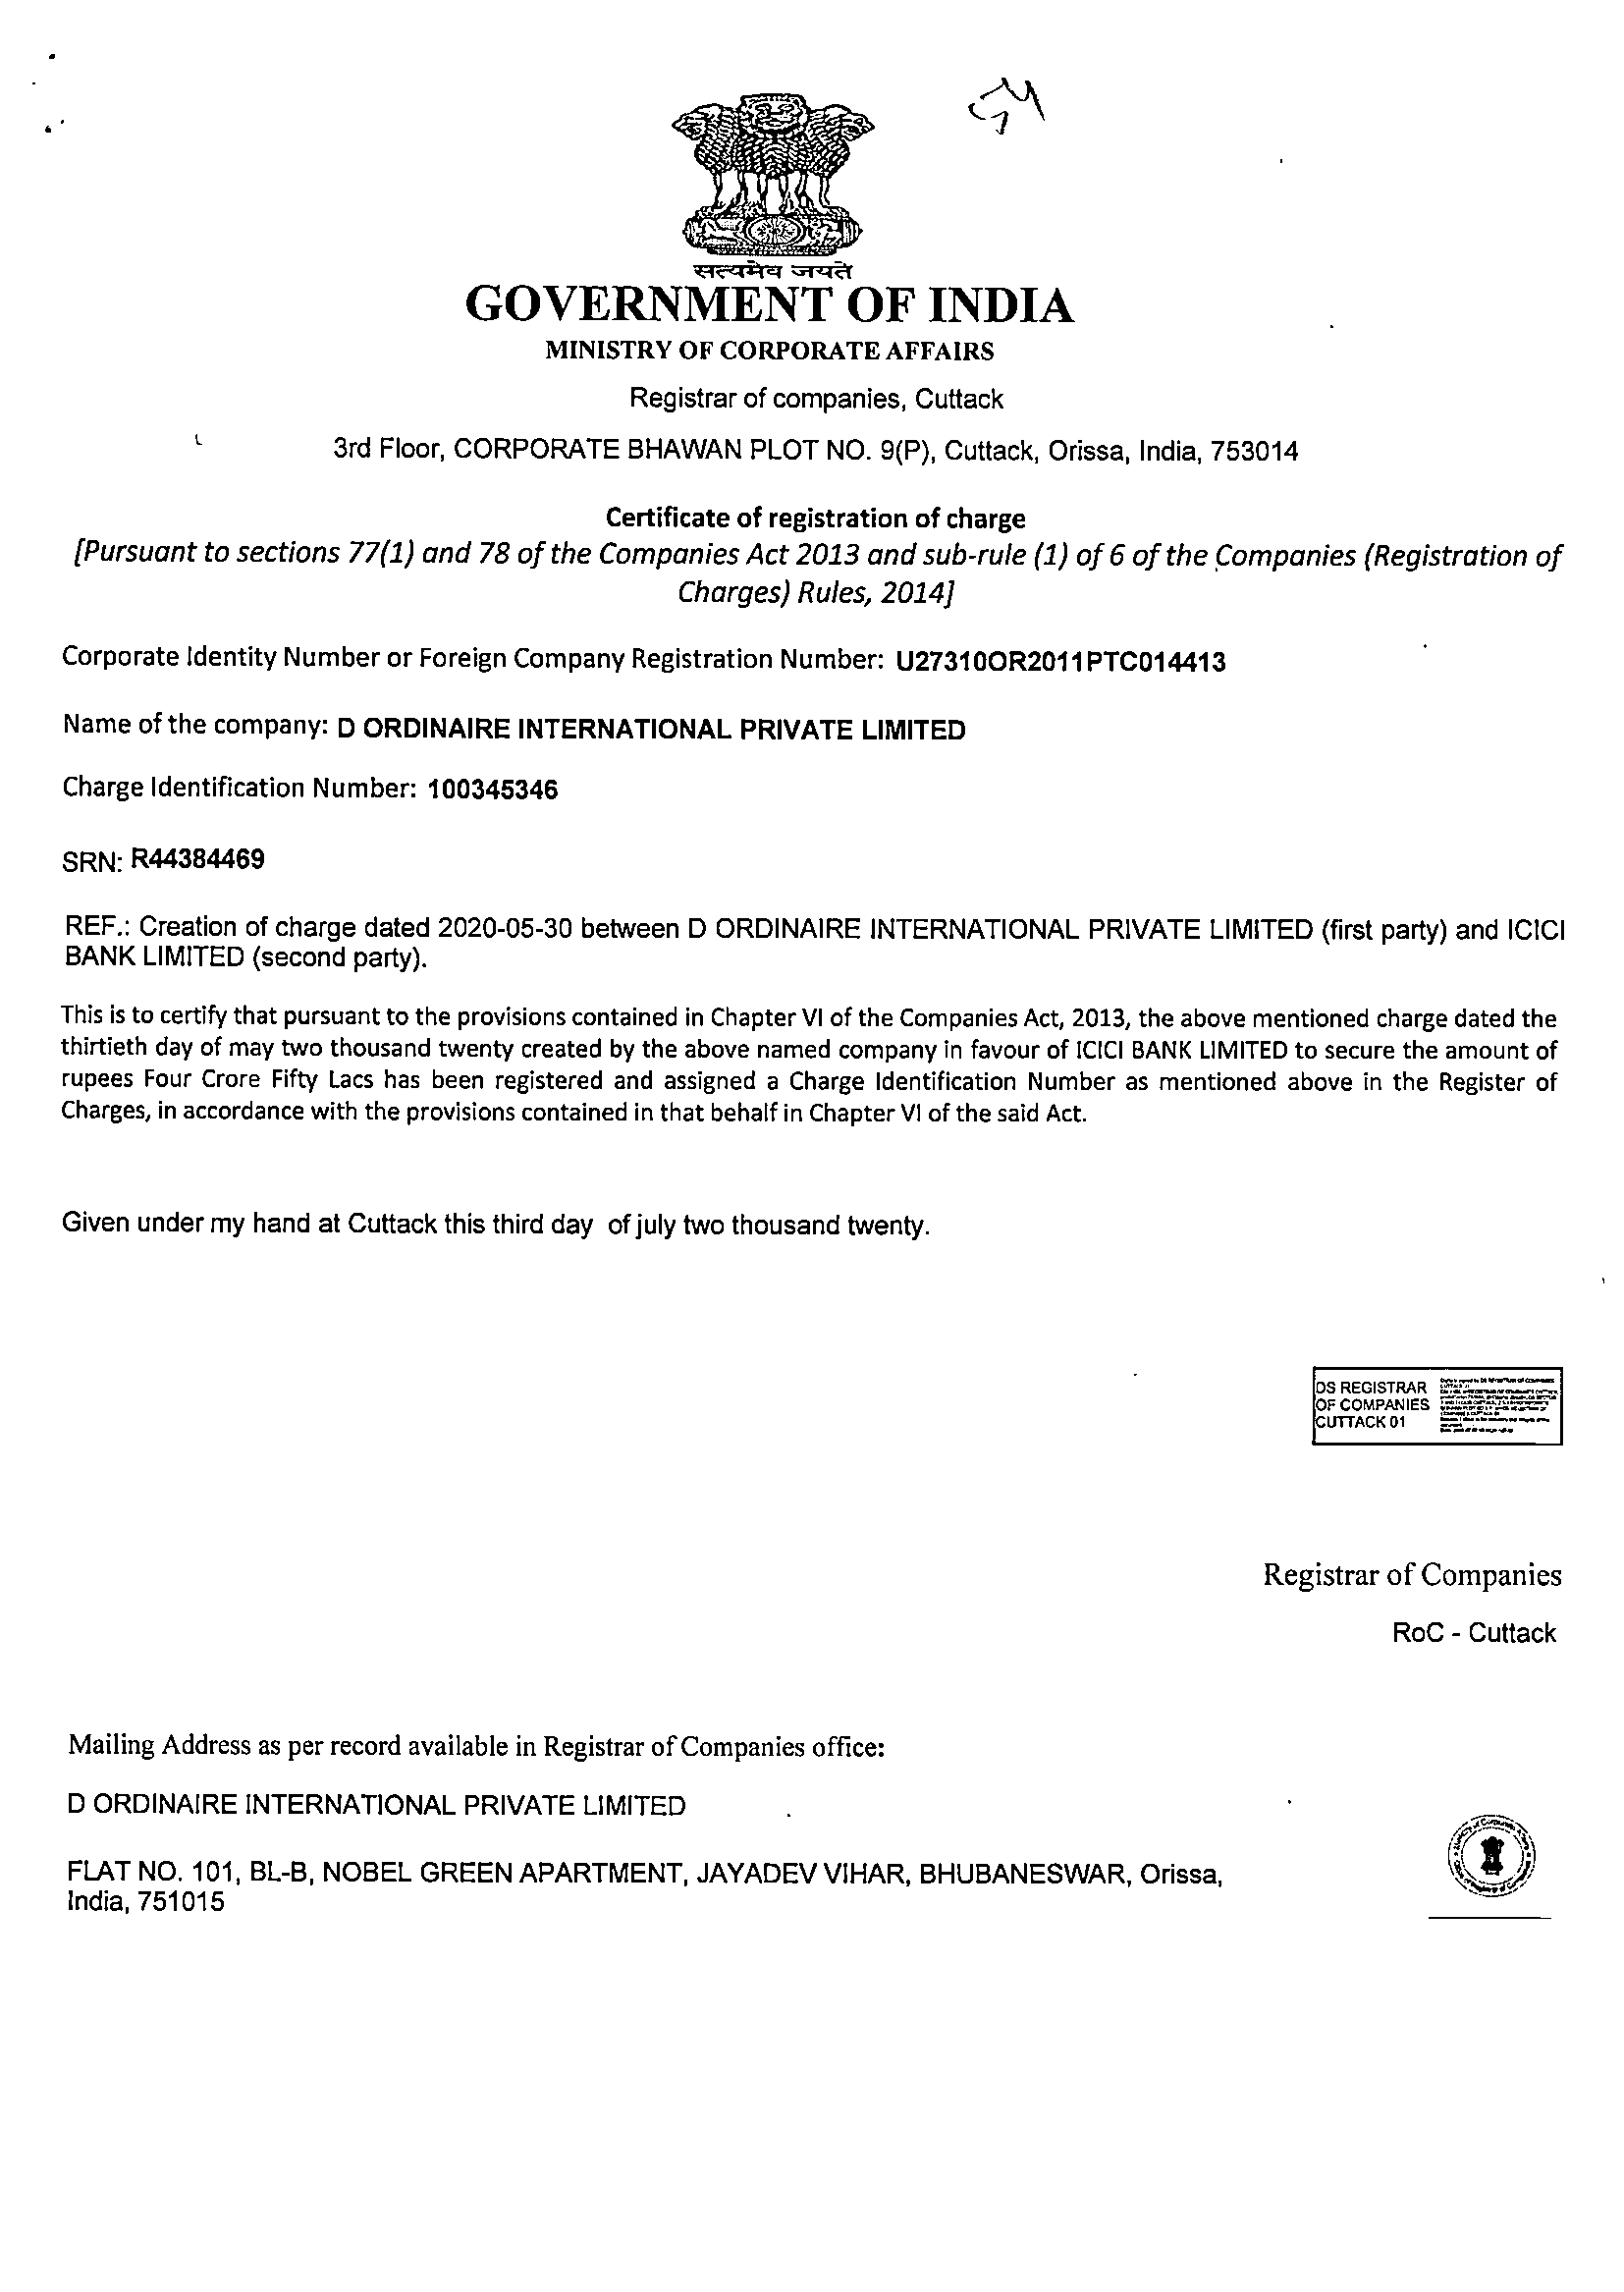 सत्यमेव जयते
GOVERNMENT OF INDIA
MINISTRY OF CORPORATE AFFAIRS
Registrar of companies, Cuttack
3rd Floor, CORPORATE BHAWAN PLOT NO. 9(P), Cuttack, Orissa, India, 753014
Certificate of registration of charge
[Pursuant to sections 77(1) and 78 of the Companies Act 2013 and sub-rule (1) of 6 of the Companies (Registration of
Charges) Rules, 2014]
Corporate Identity Number or Foreign Company Registration Number: U27310OR2011PTC014413
Name of the company: D ORDINAIRE INTERNATIONAL PRIVATE LIMITED
Charge Identification Number: 100345346
SRN: R44384469
REF.: Creation of charge dated 2020-05-30 between D ORDINAIRE INTERNATIONAL PRIVATE LIMITED (first party) and ICICI
BANK LIMITED (second party).
This is to certify that pursuant to the provisions contained in Chapter VI of the Companies Act, 2013, the above mentioned charge dated the
thirtieth day of may two thousand twenty created by the above named company in favour of ICICI BANK LIMITED to secure the amount of
rupees Four Crore Fifty Lacs has been registered and assigned a Charge Identification Number as mentioned above in the Register of
Charges, in accordance with the provisions contained in that behalf in Chapter VI of the said Act.
Given under my hand at Cuttack this third day of july two thousand twenty.
DS REGISTRAR
OF COMPANIES
CUTTACK 01
Registrar of Companies
RoC - Cuttack
Mailing Address as per record available in Registrar of Companies office:
D ORDINAIRE INTERNATIONAL PRIVATE LIMITED
FLAT NO. 101, BL-B, NOBEL GREEN APARTMENT, JAYADEV VIHAR, BHUBANESWAR, Orissa,
India, 751015